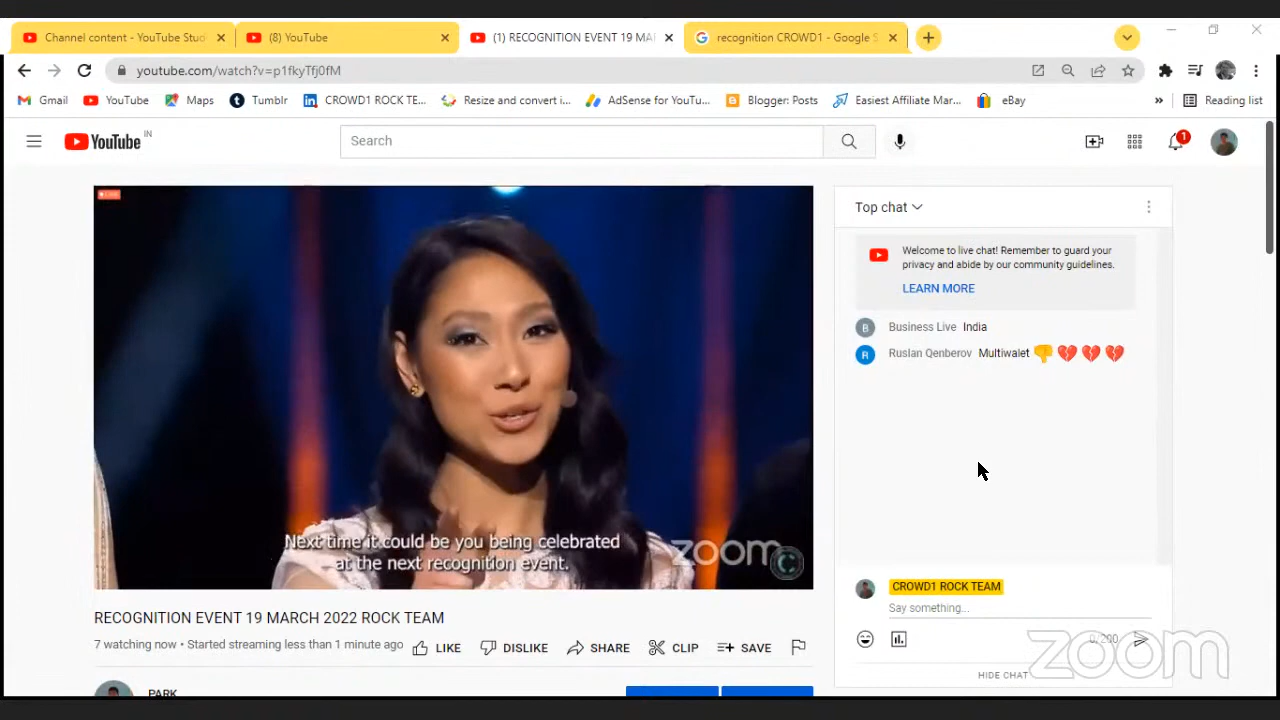 Channel content - YouTube Stud
(8) YouTube
(1) RECOGNITION EVENT 19 MAR
recognition CROWD1 - Google S
youtube.com/watch?v=p1fkyTfj0fM
Gmail
YouTube
Maps
Tumblr
CROWD1 ROCK TE...
Resize and convert i...
AdSense for YouTu...
Blogger: Posts
Easiest Affiliate Mar...
eBay
»
Reading list
YouTube IN
Search
1
LIVE
Next time it could be you being celebrated
at the next recognition event.
zoom
RECOGNITION EVENT 19 MARCH 2022 ROCK TEAM
7 watching now • Started streaming less than 1 minute ago
LIKE
DISLIKE
SHARE
CLIP
SAVE
PARK
Top chat
Welcome to live chat! Remember to guard your
privacy and abide by our community guidelines.
LEARN MORE
B Business Live India
R Ruslan Qenberov Multiwalet 👎💔💔💔
CROWD1 ROCK TEAM
Say something...
0/200
HIDE CHAT
zoom